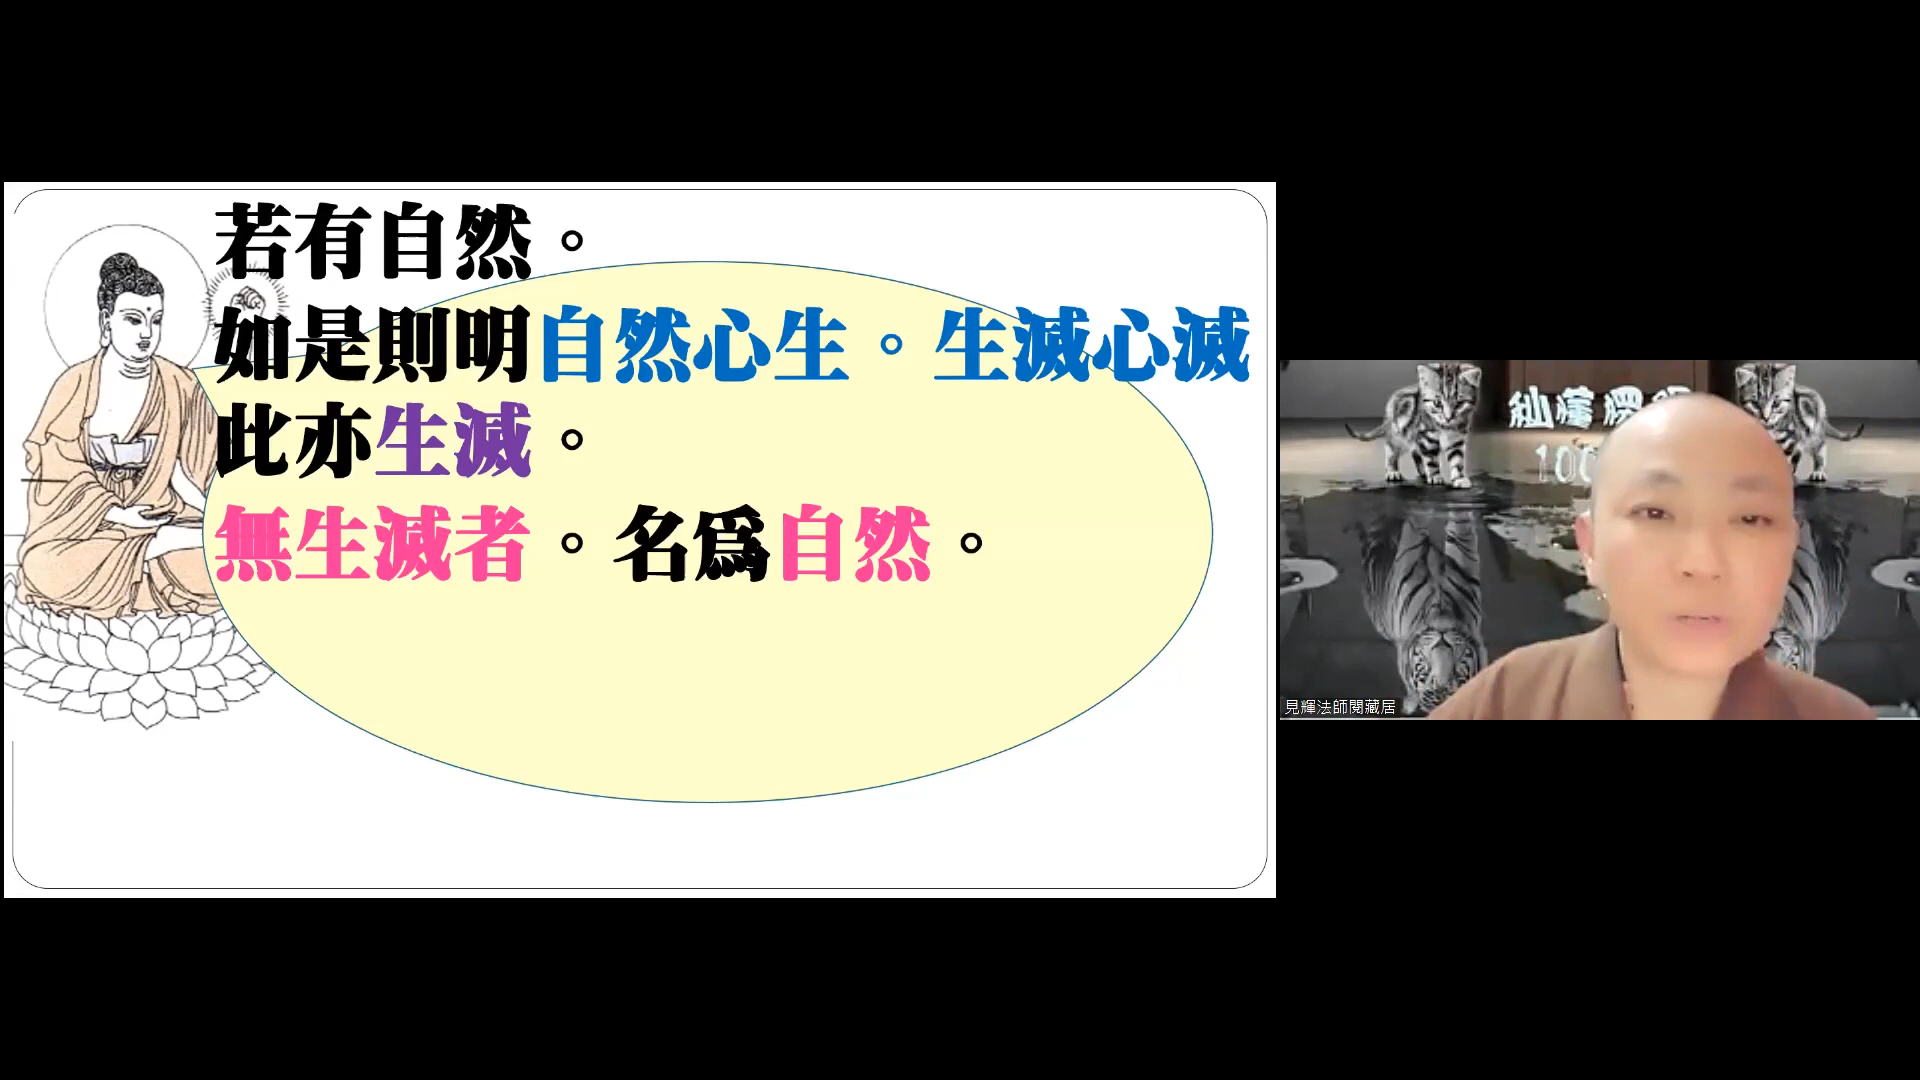 若有自然。
如是則明自然心生。生滅心滅
此亦生滅。
無生滅者。名爲自然。
見輝法師閱藏居